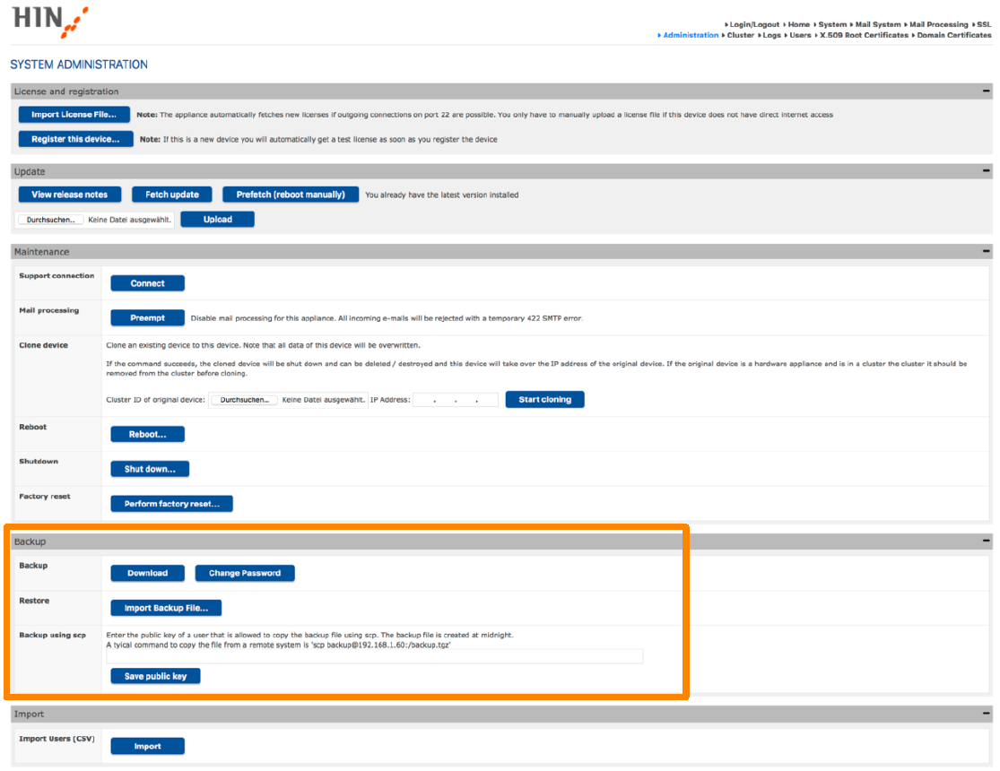 HIN
Login/Logout Home System Mail System Mail Processing SSL
Administration Cluster Logs Users X.509 Root Certificates Domain Certificates
SYSTEM ADMINISTRATION
License and registration
Import License File... Note: The appliance automatically fetches new licenses if outgoing connections on port 22 are possible. You only have to manually upload a license file if this device does not have direct internet access
Register this device... Note: If this is a new device you will automatically get a test license as soon as you register the device
Update
View release notes Fetch update Prefetch (reboot manually) You already have the latest version installed
Durchsuchen... Keine Datei ausgewählt. Upload
Maintenance
Support connection Connect
Mail processing Preempt Disable mail processing for this appliance. All incoming e-mails will be rejected with a temporary 422 SMTP error.
Clone device Clone an existing device to this device. Note that all data of this device will be overwritten.
If the command succeeds, the cloned device will be shut down and can be deleted / destroyed and this device will take over the IP address of the original device. If the original device is a hardware appliance and is in a cluster the cluster it should be
removed from the cluster before cloning.
Cluster ID of original device: Durchsuchen... Keine Datei ausgewählt. IP Address: . . . Start cloning
Reboot Reboot...
Shutdown Shut down...
Factory reset Perform factory reset...
Backup
Backup Download Change Password
Restore Import Backup File...
Backup using scp Enter the public key of a user that is allowed to copy the backup file using scp. The backup file is created at midnight.
A tyical command to copy the file from a remote system is 'scp backup@192.168.1.60:/backup.tgz'
Save public key
Import
Import Users (CSV) Import